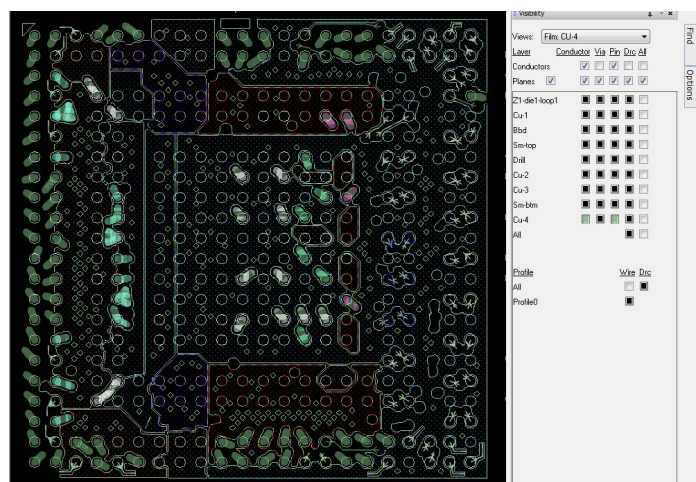 Visibility
Views: Film: CU-4
Layer Conductor Via Pin Drc All
Conductors
Planes
Z1-die1-loop1
Cu-1
Bbd
Sm-top
Drill
Cu-2
Cu-3
Sm-btm
Cu-4
All
Profile Wire Drc
All
Profile0
Find
Options